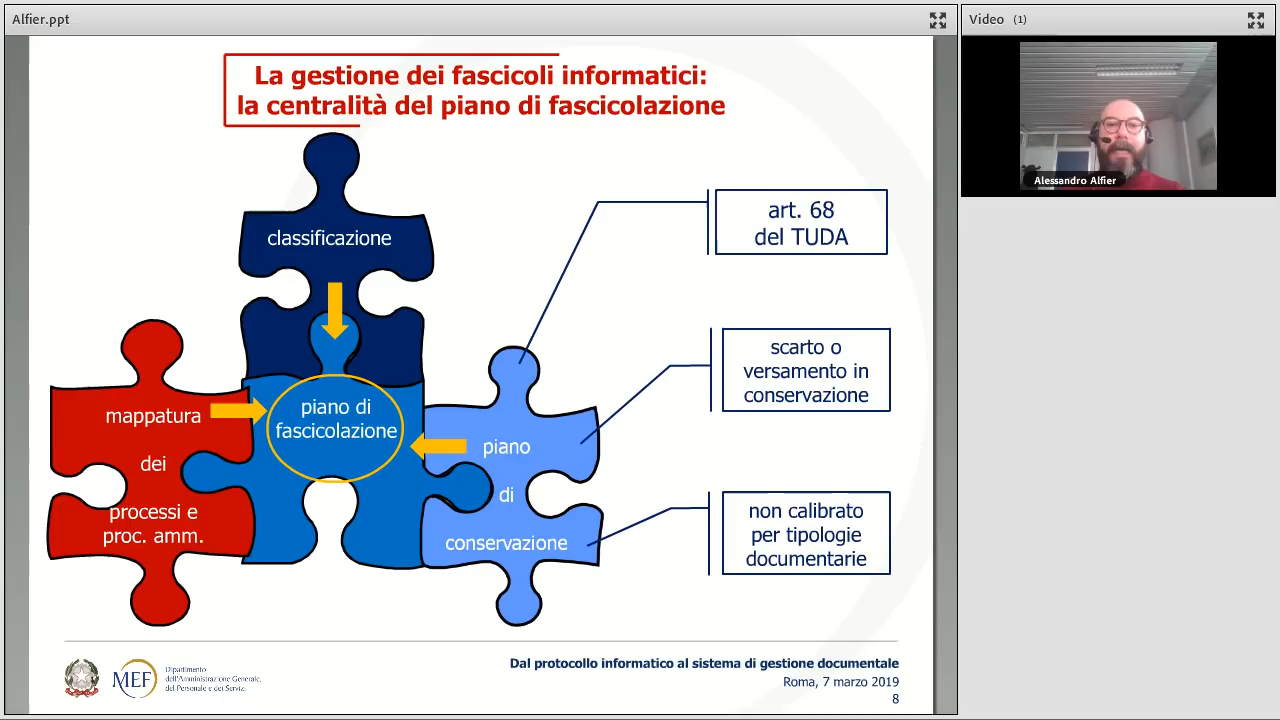 Alfier.ppt
Video (1)
La gestione dei fascicoli informatici:
la centralità del piano di fascicolazione
classificazione
mappatura
dei
processi e
proc. amm.
piano di
fascicolazione
piano
di
conservazione
art. 68
del TUDA
scarto o
versamento in
conservazione
non calibrato
per tipologie
documentarie
Alessandro Alfier
MEF
Dipartimento
dell'Amministrazione Generale,
del Personale e dei Servizi
Dal protocollo informatico al sistema di gestione documentale
Roma, 7 marzo 2019
8